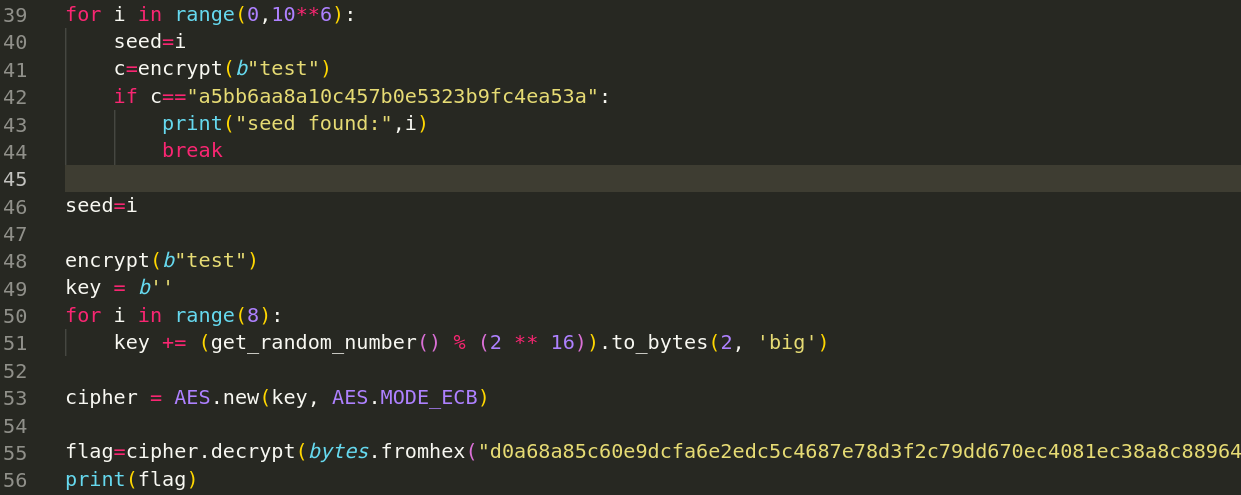 39 for i in range(0,10**6):
40     seed=i
41     c=encrypt(b"test")
42     if c=="a5bb6aa8a10c457b0e5323b9fc4ea53a":
43         print("seed found:",i)
44         break
45
46 seed=i
47
48 encrypt(b"test")
49 key = b''
50 for i in range(8):
51     key += (get_random_number() % (2 ** 16)).to_bytes(2, 'big')
52
53 cipher = AES.new(key, AES.MODE_ECB)
54
55 flag=cipher.decrypt(bytes.fromhex("d0a68a85c60e9dcfa6e2edc5c4687e78d3f2c79dd670ec4081ec38a8c88964
56 print(flag)